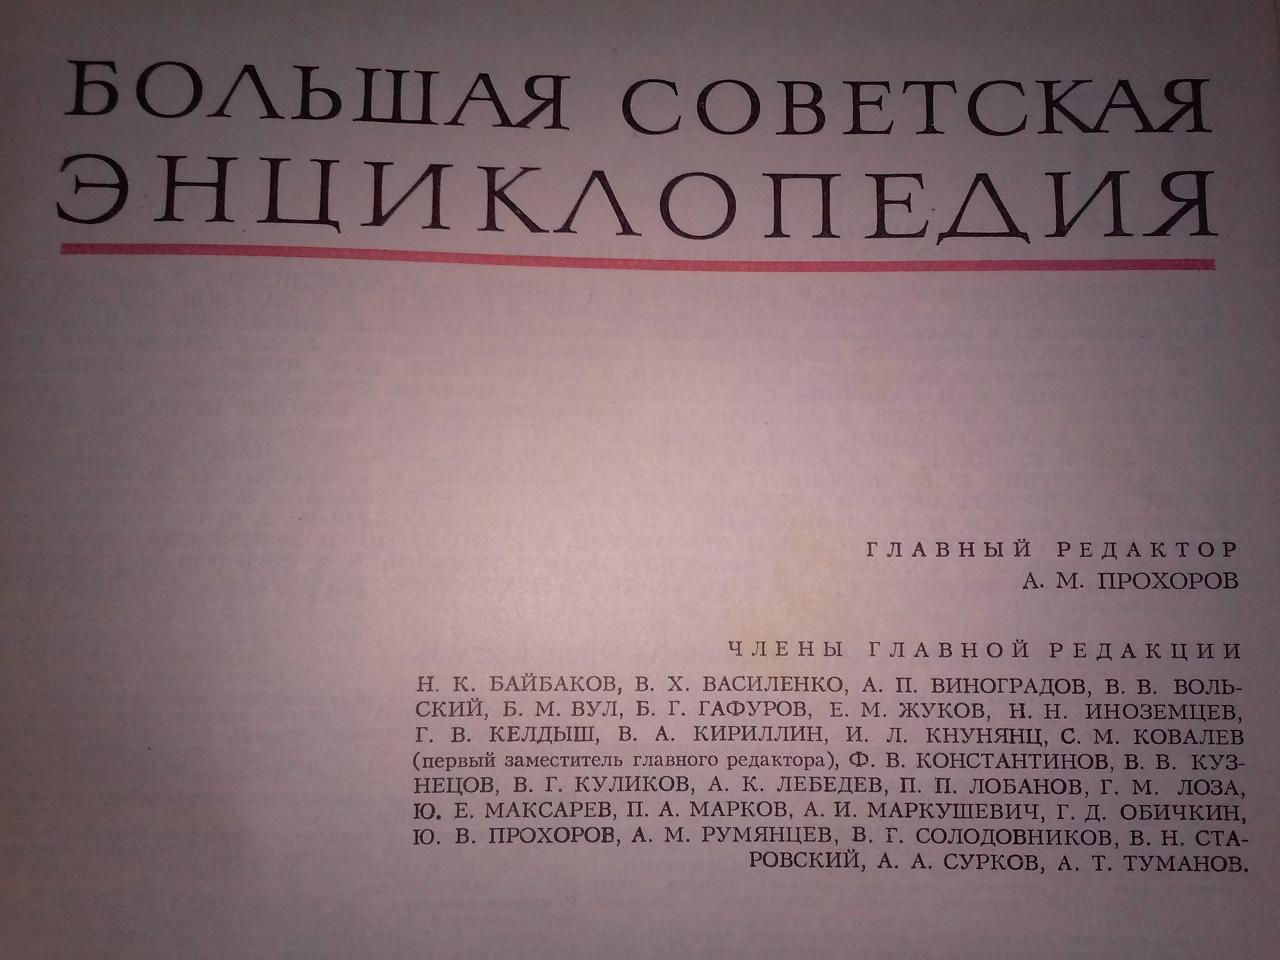 БОЛЬШАЯ СОВЕТСКАЯ
ЭНЦИКЛОПЕДИЯ
ГЛАВНЫЙ РЕДАКТОР
А. М. ПРОХОРОВ
ЧЛЕНЫ ГЛАВНОЙ РЕДАКЦИИ
Н. К. БАЙБАКОВ, В. Х. ВАСИЛЕНКО, А. П. ВИНОГРАДОВ, В. В. ВОЛЬ-
СКИЙ, Б. М. ВУЛ, Б. Г. ГАФУРОВ, Е. М. ЖУКОВ, Н. Н. ИНОЗЕМЦЕВ,
Г. В. КЕЛДЫШ, В. А. КИРИЛЛИН, И. Л. КНУНЯНЦ, С. М. КОВАЛЕВ
(первый заместитель главного редактора), Ф. В. КОНСТАНТИНОВ, В. В. КУЗ-
НЕЦОВ, В. Г. КУЛИКОВ, А. К. ЛЕБЕДЕВ, П. П. ЛОБАНОВ, Г. М. ЛОЗА,
Ю. Е. МАКСАРЕВ, П. А. МАРКОВ, А. И. МАРКУШЕВИЧ, Г. Д. ОБИЧКИН,
Ю. В. ПРОХОРОВ, А. М. РУМЯНЦЕВ, В. Г. СОЛОДОВНИКОВ, В. Н. СТА-
РОВСКИЙ, А. А. СУРКОВ, А. Т. ТУМАНОВ.